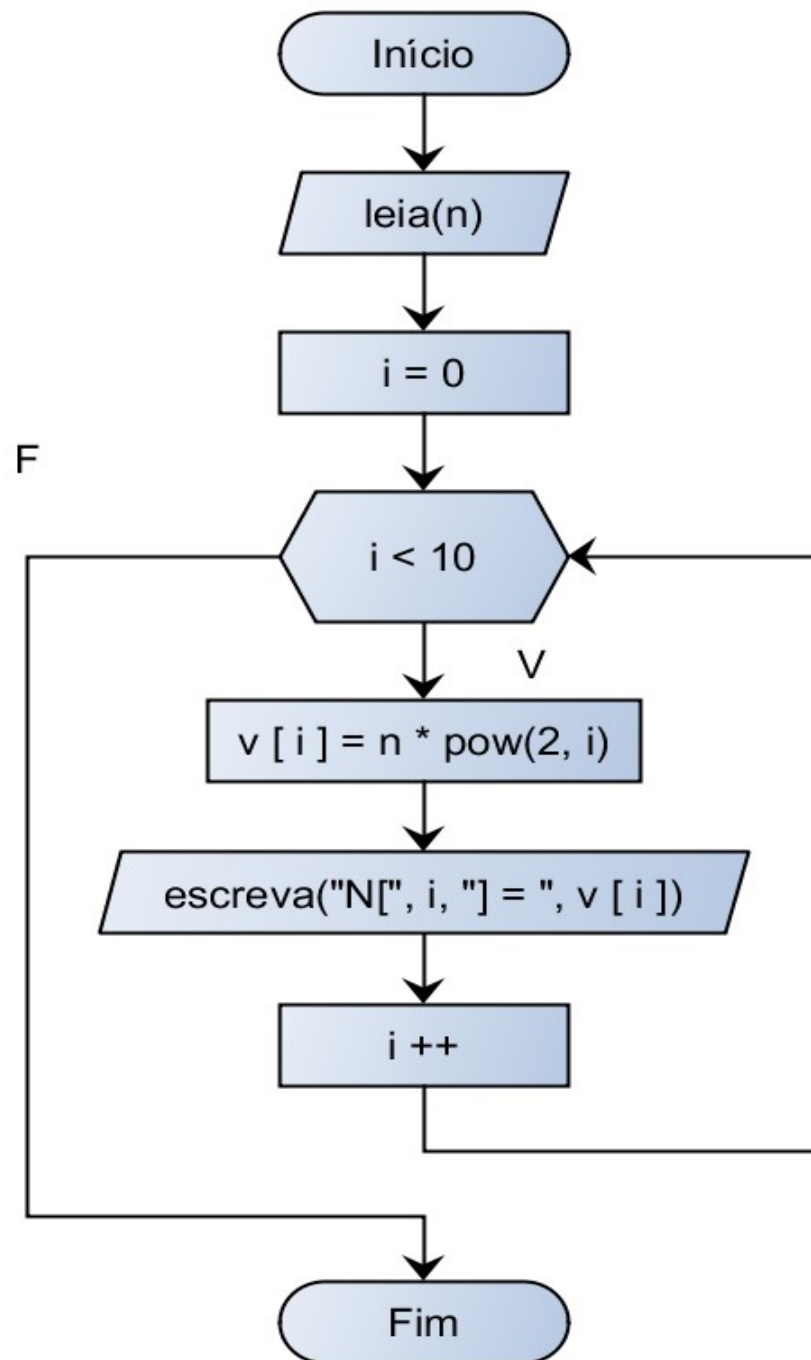 Início
leia(n)
i = 0
F
i < 10
V
v [ i ] = n * pow(2, i)
escreva("N[", i, "] = ", v [ i ])
i ++
Fim